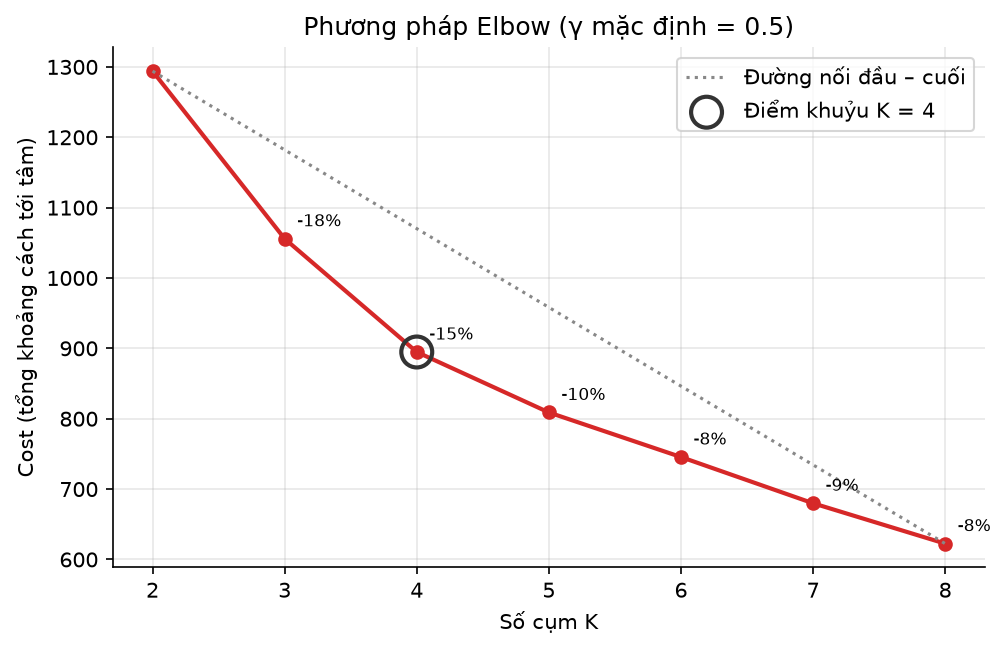 Phương pháp Elbow (γ mặc định = 0.5)
Đường nối đầu – cuối
Điểm khuỷu K = 4
Cost (tổng khoảng cách tới tâm)
1300
1200
1100
1000
900
800
700
600
-18%
-15%
-10%
-8%
-9%
-8%
2 3 4 5 6 7 8
Số cụm K